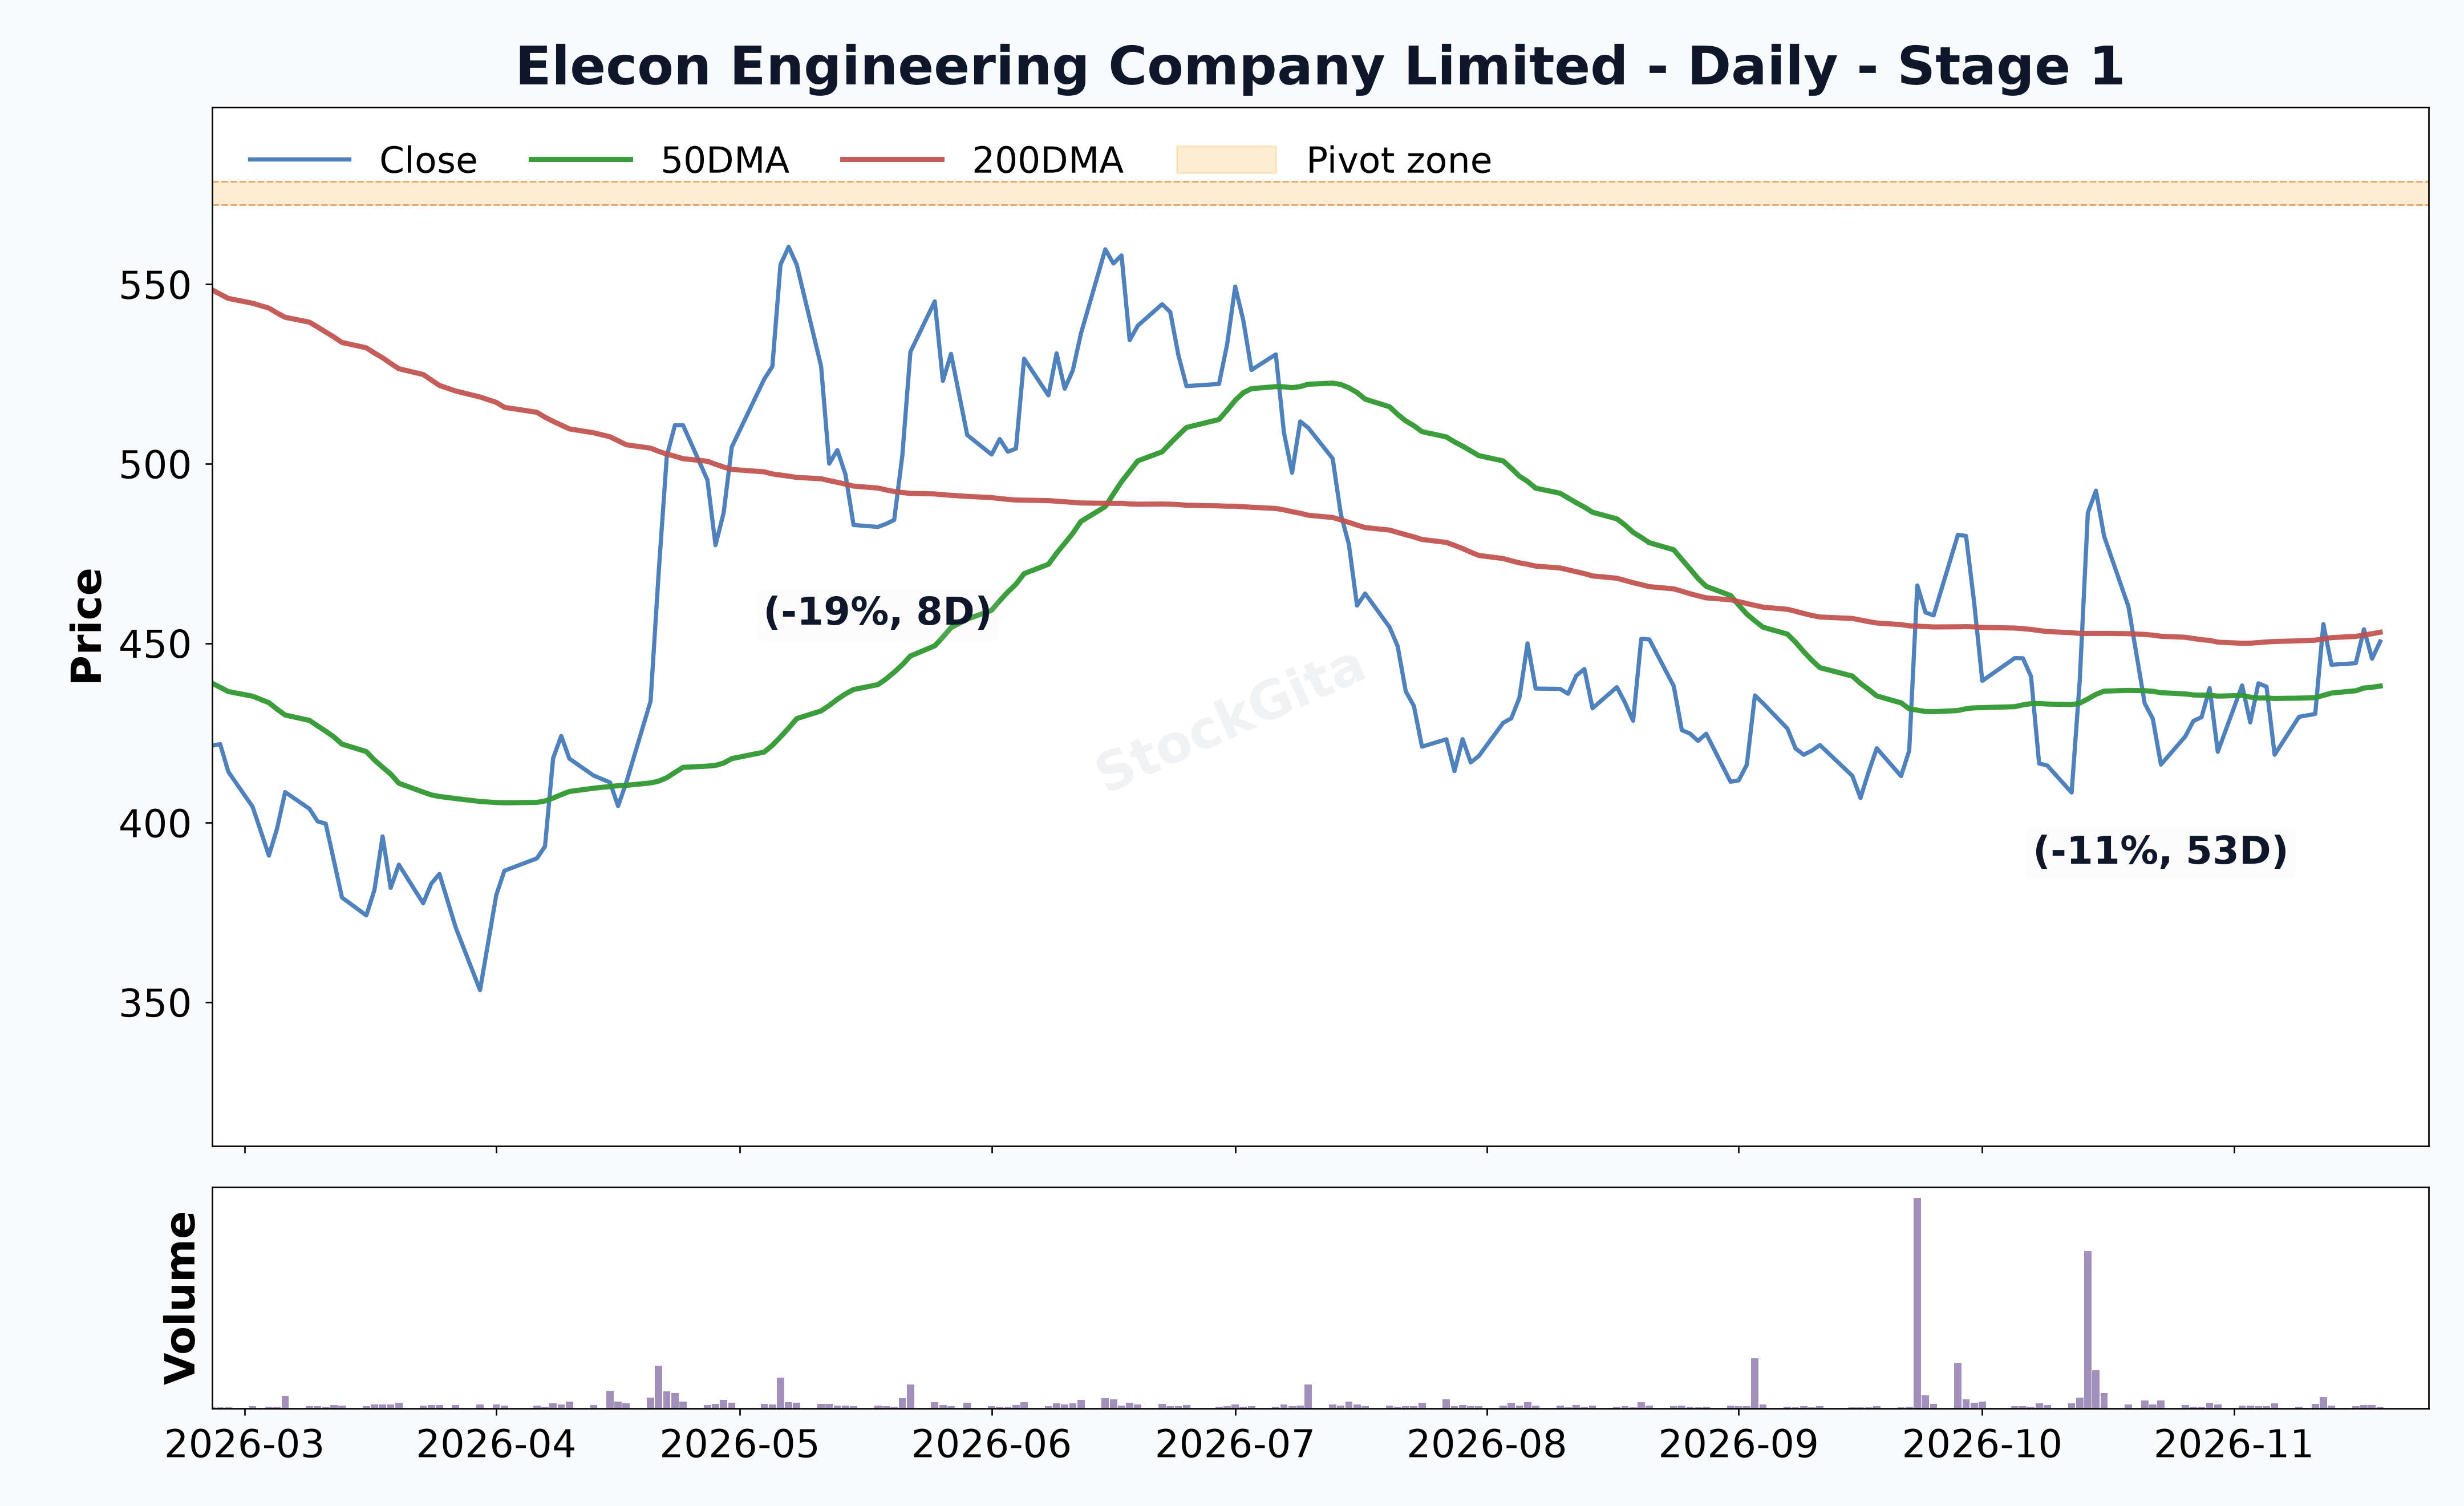 Elecon Engineering Company Limited - Daily - Stage 1
Close 50DMA 200DMA Pivot zone
Price
550
500
450
400
350
(-19%, 8D)
StockGita
(-11%, 53D)
Volume
2026-03 2026-04 2026-05 2026-06 2026-07 2026-08 2026-09 2026-10 2026-11